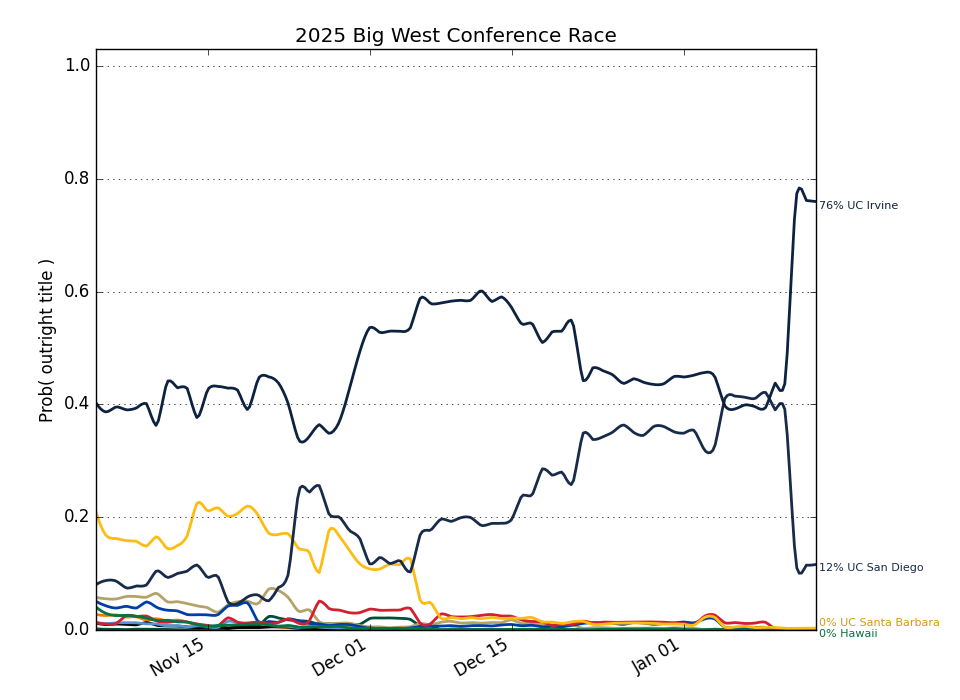 2025 Big West Conference Race
Prob( outright title )
1.0
0.8
0.6
0.4
0.2
0.0
Nov 15
Dec 01
Dec 15
Jan 01
76% UC Irvine
12% UC San Diego
0% UC Santa Barbara
0% Hawaii